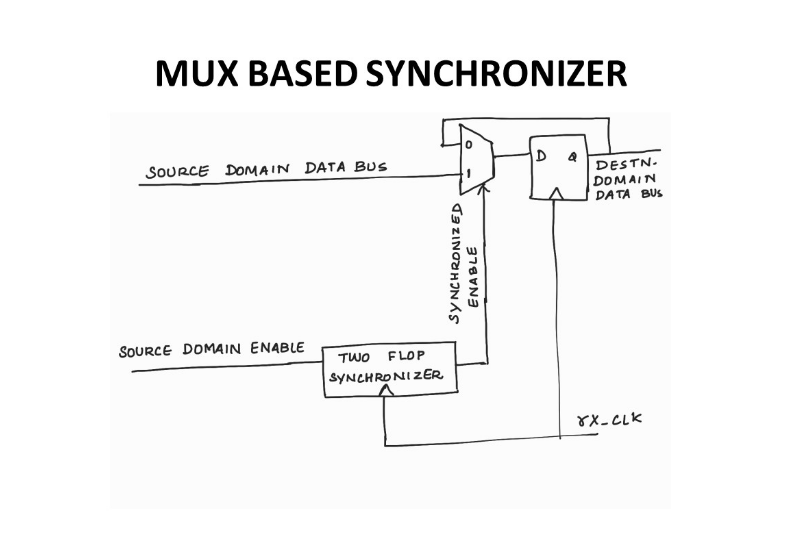 MUX BASED SYNCHRONIZER
0
SOURCE DOMAIN DATA BUS
1
D Q
DESTN.
DOMAIN
DATA BUS
SYNCHRONIZED
ENABLE
SOURCE DOMAIN ENABLE
TWO FLOP
SYNCHRONIZER
rX_CLK